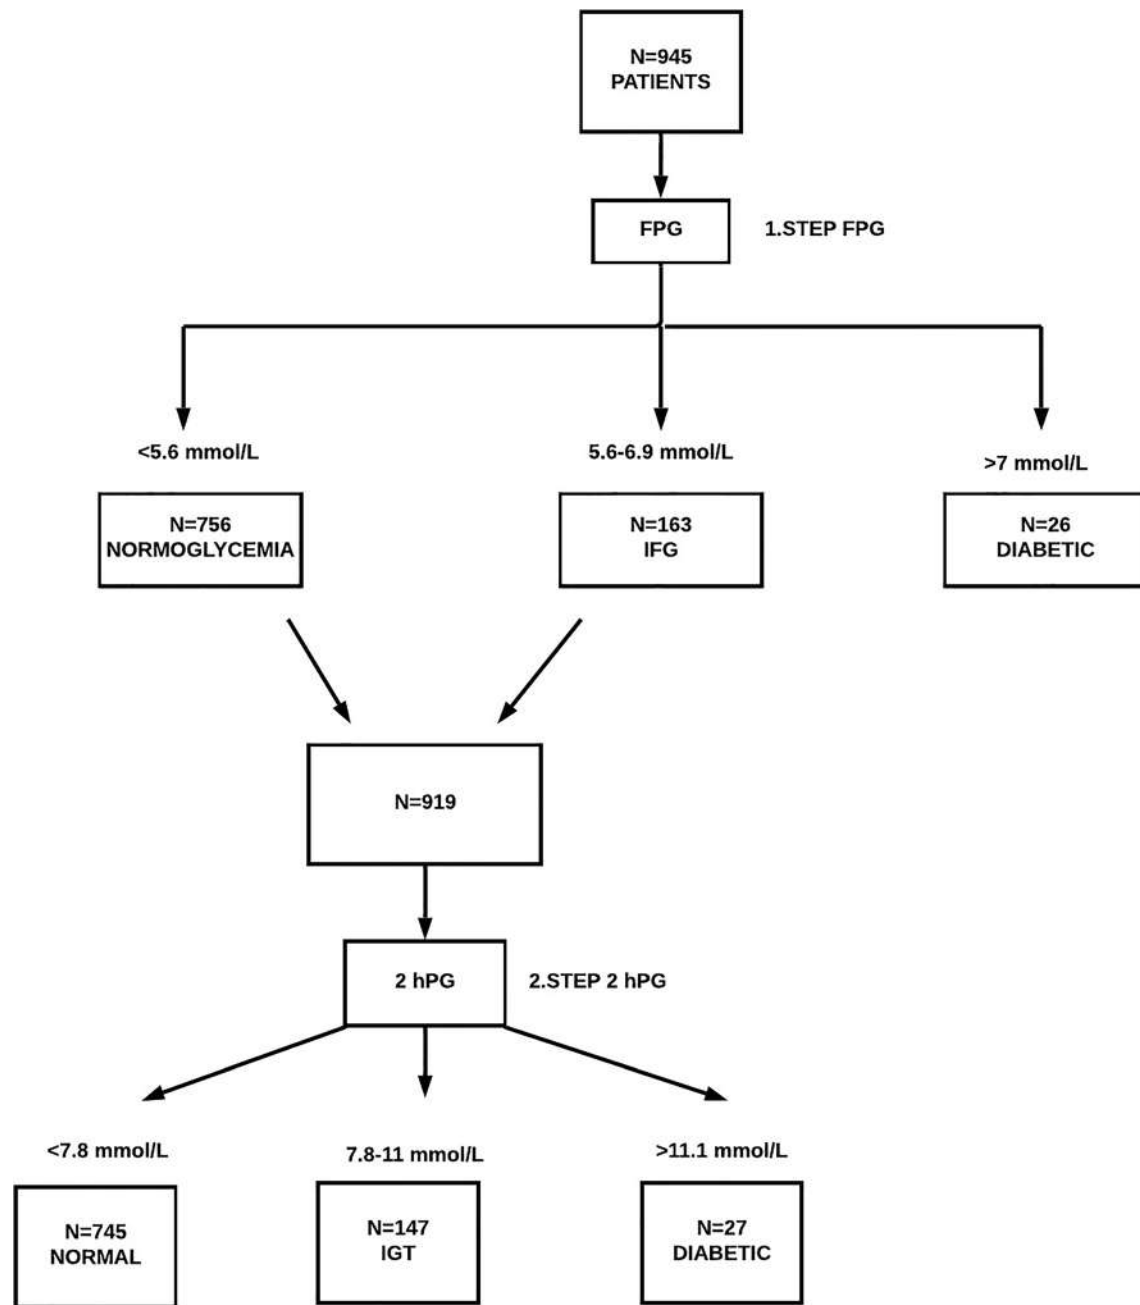 N=945
PATIENTS
FPG
1.STEP FPG
<5.6 mmol/L
5.6-6.9 mmol/L
>7 mmol/L
N=756
NORMOGLYCEMIA
N=163
IFG
N=26
DIABETIC
N=919
2 hPG
2.STEP 2 hPG
<7.8 mmol/L
7.8-11 mmol/L
>11.1 mmol/L
N=745
NORMAL
N=147
IGT
N=27
DIABETIC